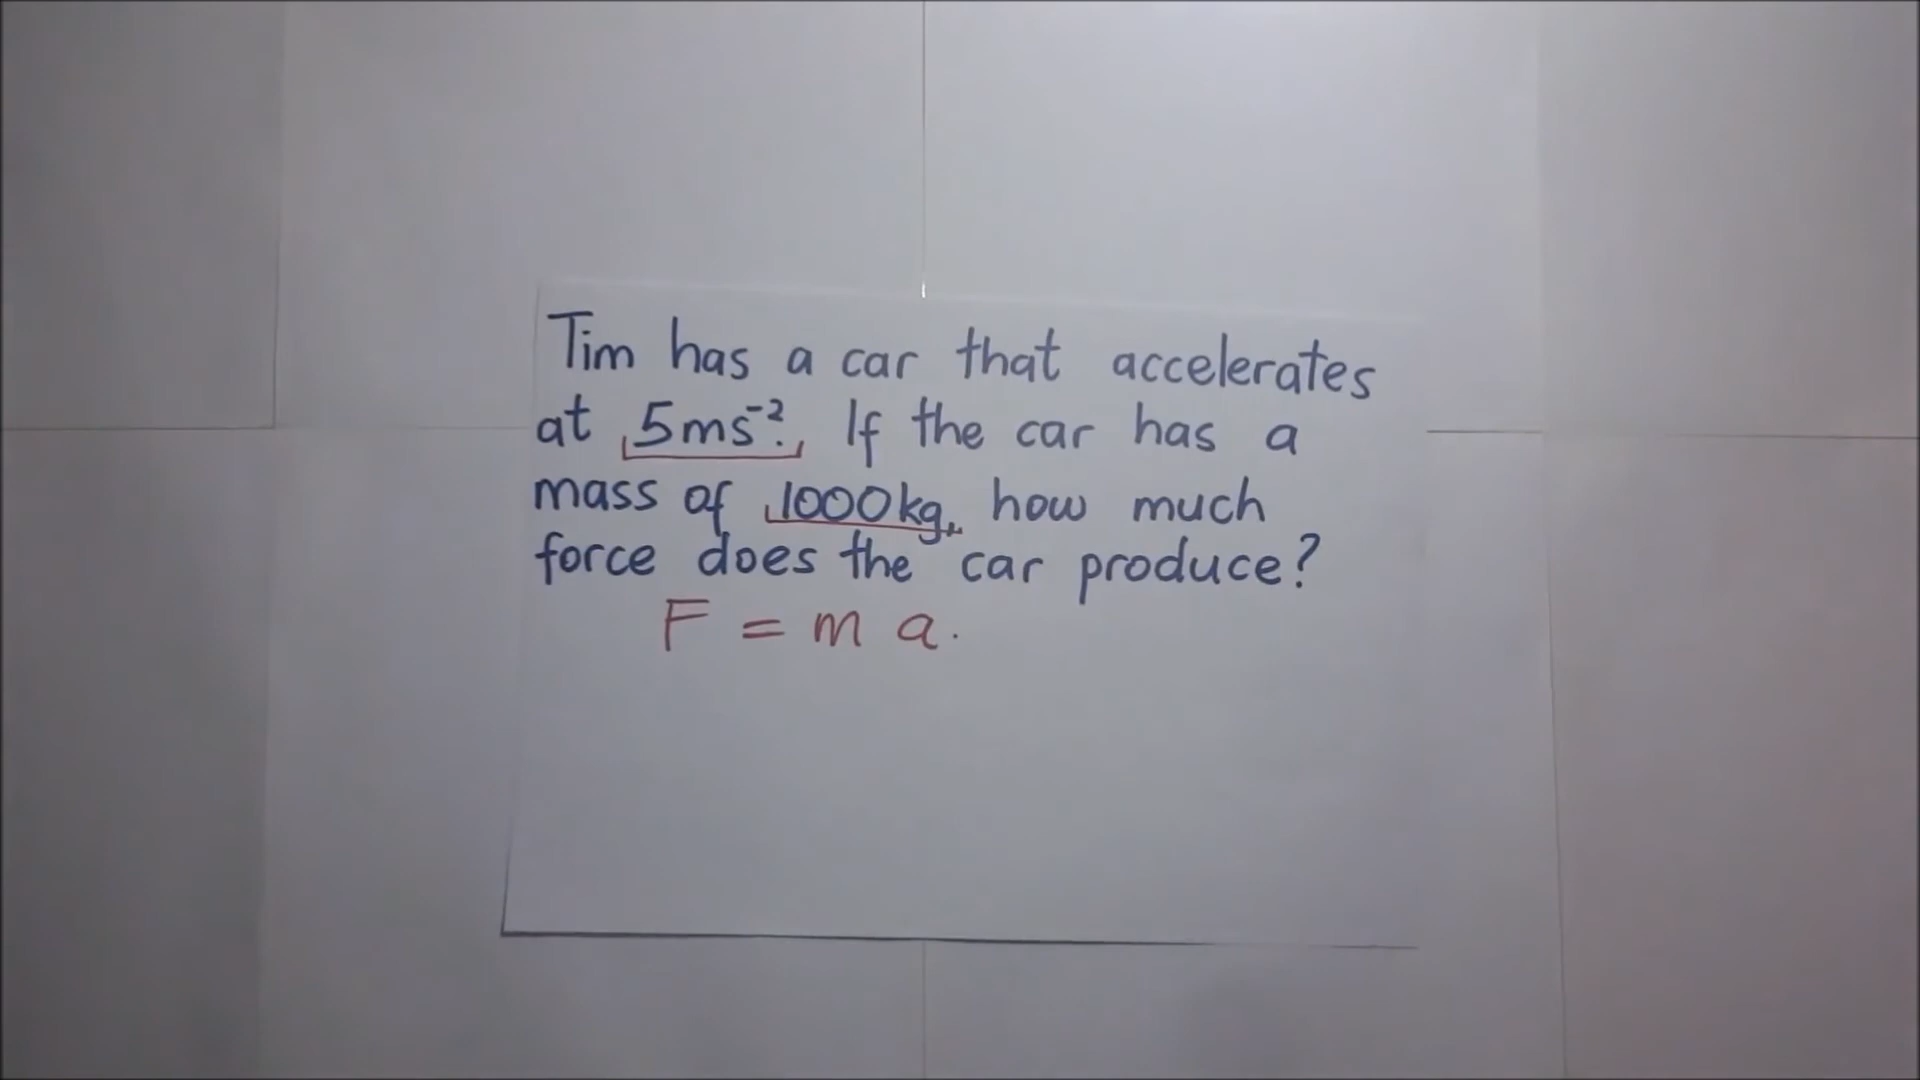 Tim has a car that accelerates
at 5ms⁻². If the car has a
mass of 1000kg, how much
force does the car produce?
F = m a.